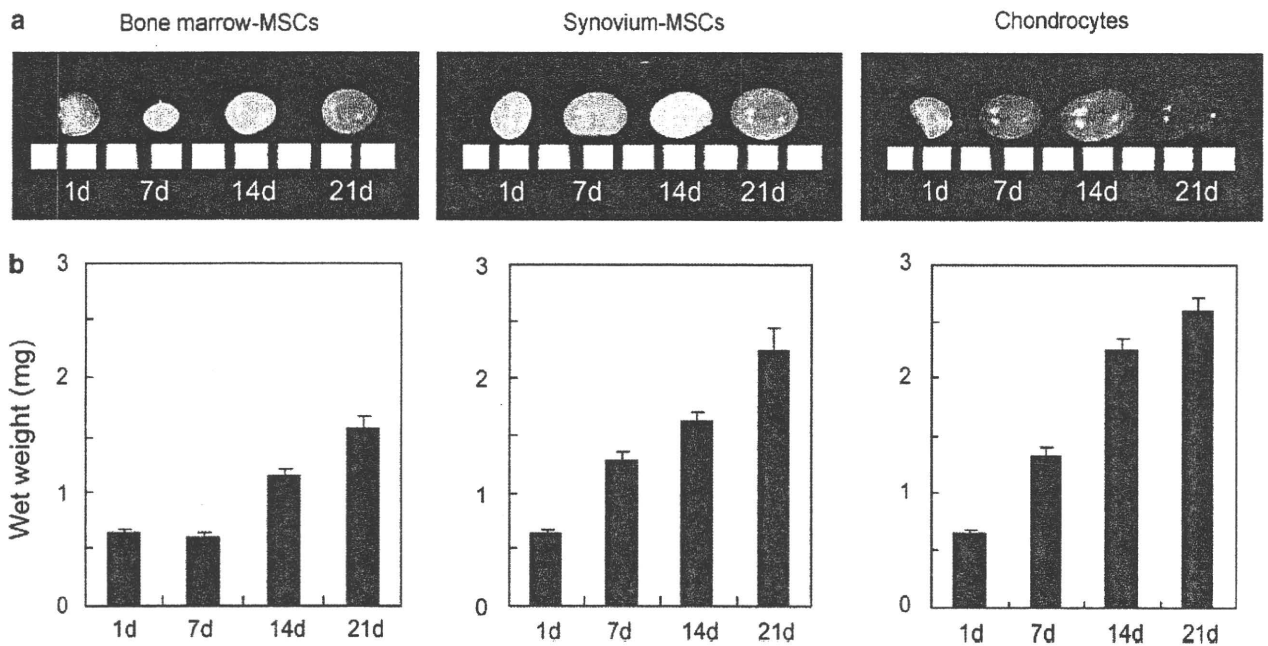 a
Bone marrow-MSCs
Synovium-MSCs
Chondrocytes
1d 7d 14d 21d
1d 7d 14d 21d
1d 7d 14d 21d
b
Wet weight (mg)
3
2
1
0
1d 7d 14d 21d
3
2
1
0
1d 7d 14d 21d
3
2
1
0
1d 7d 14d 21d